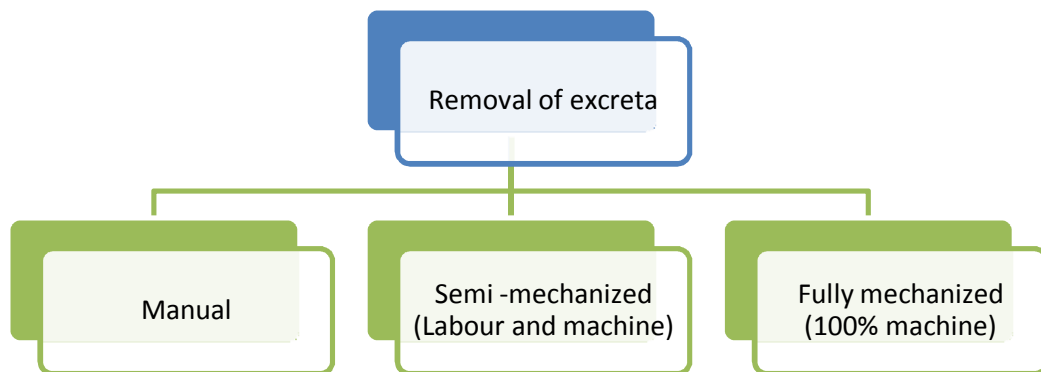 Removal of excreta
Manual
Semi -mechanized
(Labour and machine)
Fully mechanized
(100% machine)